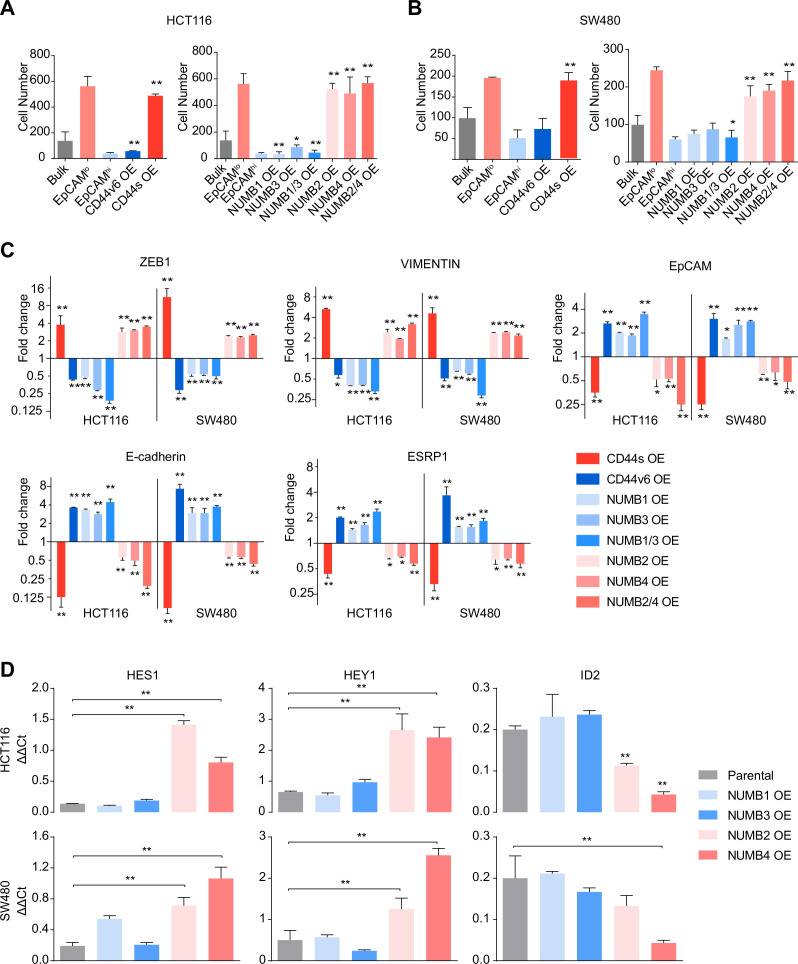 A
HCT116
Cell Number
800
600
400
200
0
Bulk
EpCAMlo
EpCAMhi
CD44v6 OE
CD44s OE
**
**
Cell Number
800
600
400
200
0
Bulk
EpCAMlo
EpCAMhi
NUMB1 OE
NUMB3 OE
NUMB1/3 OE
NUMB2 OE
NUMB4 OE
NUMB2/4 OE
**
*
**
**
**
**
B
SW480
Cell Number
250
200
150
100
50
0
Bulk
EpCAMlo
EpCAMhi
CD44v6 OE
CD44s OE
**
Cell Number
300
200
100
0
Bulk
EpCAMlo
EpCAMhi
NUMB1 OE
NUMB3 OE
NUMB1/3 OE
NUMB2 OE
NUMB4 OE
NUMB2/4 OE
*
**
**
**
C
ZEB1
Fold change
16
8
4
2
1
0.5
0.25
0.125
** ** ** ** ** ** ** **
** ** ** ** **
HCT116
SW480
VIMENTIN
Fold change
8
4
2
1
0.5
0.25
** ** ** ** ** ** ** **
* ** ** ** ** ** ** **
HCT116
SW480
EpCAM
Fold change
4
2
1
0.5
0.25
** ** ** ** ** * ** **
** * ** ** ** ** * **
HCT116
SW480
E-cadherin
Fold change
8
4
2
1
0.5
0.25
0.125
** ** ** ** ** ** ** **
** ** ** ** ** ** ** **
HCT116
SW480
ESRP1
Fold change
8
4
2
1
0.5
0.25
** ** ** ** ** ** ** **
** * ** ** ** * ** **
HCT116
SW480
CD44s OE
CD44v6 OE
NUMB1 OE
NUMB3 OE
NUMB1/3 OE
NUMB2 OE
NUMB4 OE
NUMB2/4 OE
D
HES1
HCT116
ΔΔCt
2.0
1.5
1.0
0.5
0.0
**
**
HEY1
4
3
2
1
0
**
**
ID2
0.3
0.2
0.1
0.0
**
**
SW480
ΔΔCt
1.6
1.2
0.8
0.4
0.0
**
**
3
2
1
0
**
**
0.3
0.2
0.1
0.0
**
Parental
NUMB1 OE
NUMB3 OE
NUMB2 OE
NUMB4 OE